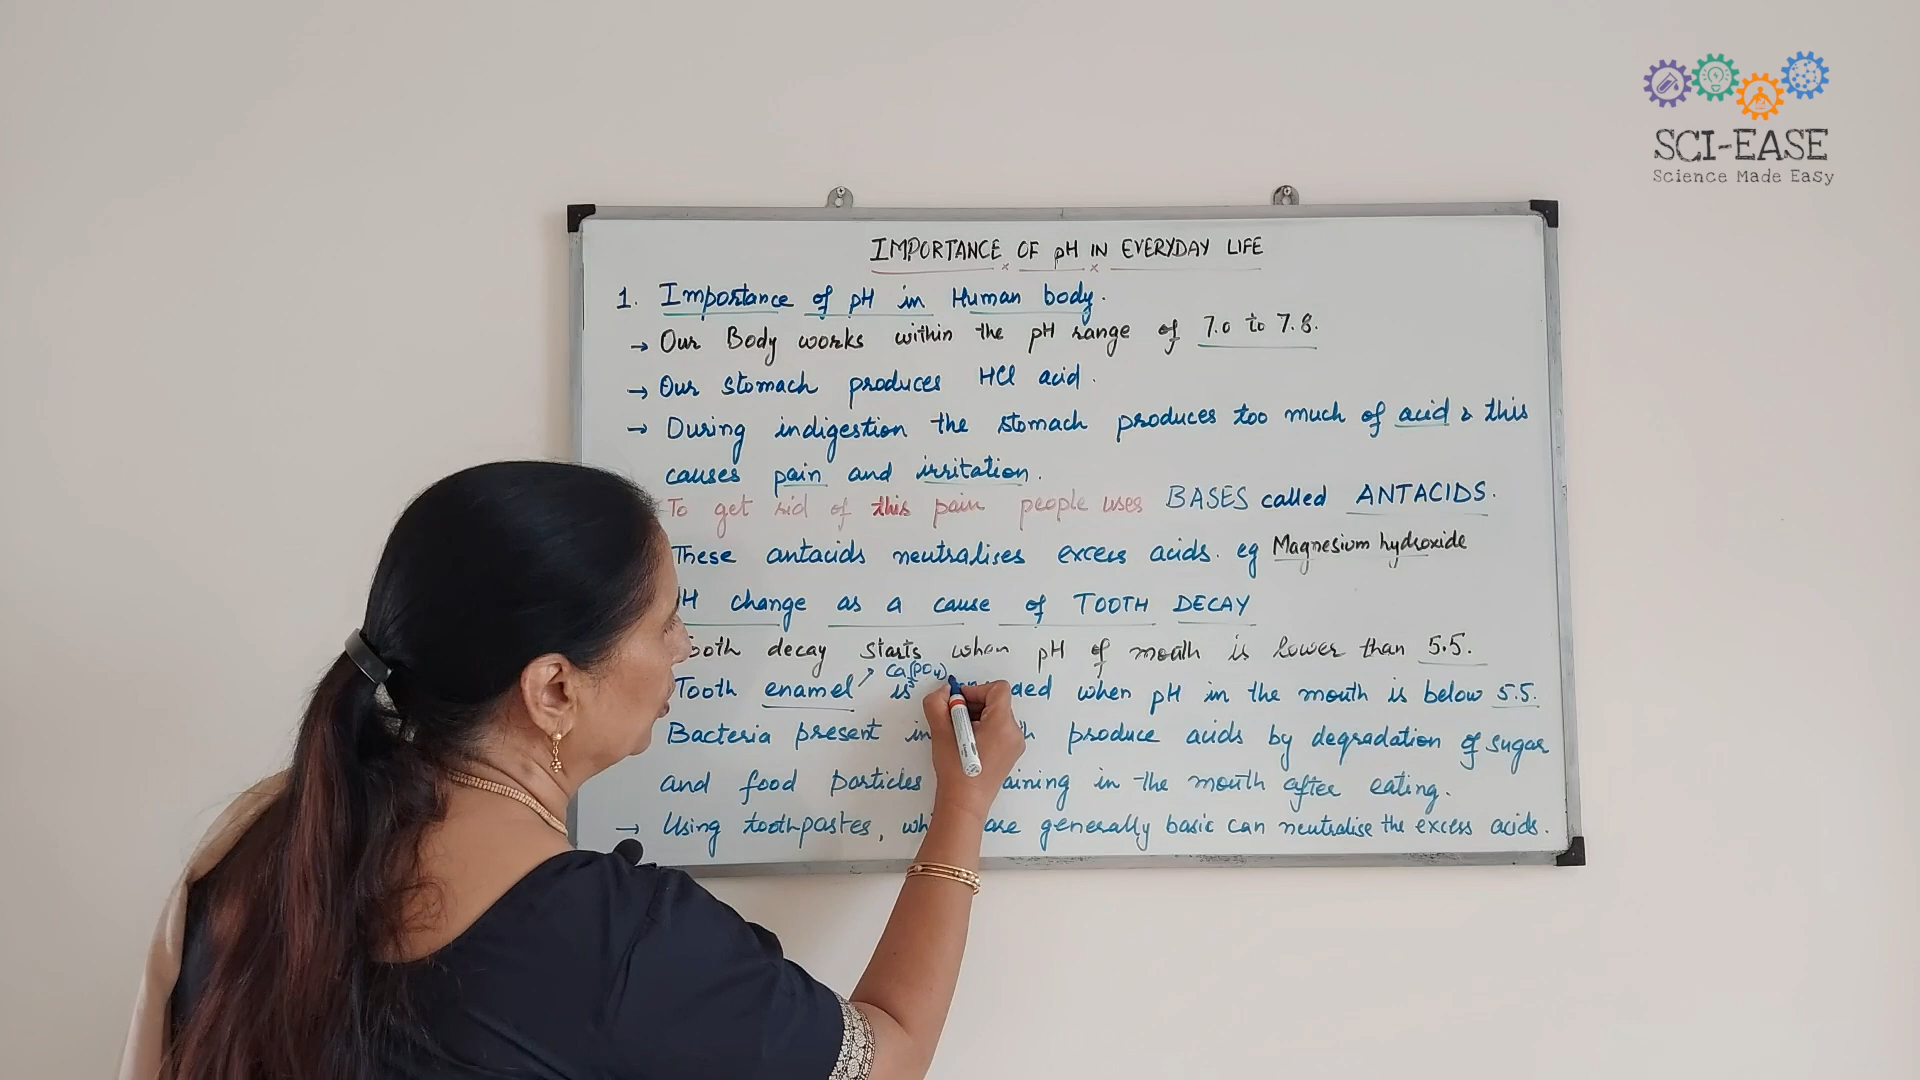 SCI-EASE
Science Made Easy
IMPORTANCE OF pH IN EVERYDAY LIFE
1. Importance of pH in Human body.
→ Our Body works within the pH range of 7.0 to 7.8.
→ Our stomach produces HCl acid.
→ During indigestion the stomach produces too much of acid & this
causes pain and irritation.
To get rid of this pain people uses BASES called ANTACIDS.
These antacids neutralises excess acids. eg Magnesium hydroxide
H change as a cause of TOOTH DECAY
ooth decay starts when pH of mouth is lower than 5.5.
Ca3(PO4)
Tooth enamel is ded when pH in the mouth is below 5.5.
Bacteria present in h produce acids by degradation of sugar
and food particles aining in the mouth after eating.
→ Using toothpastes, whi are generally basic can neutralise the excess acids.